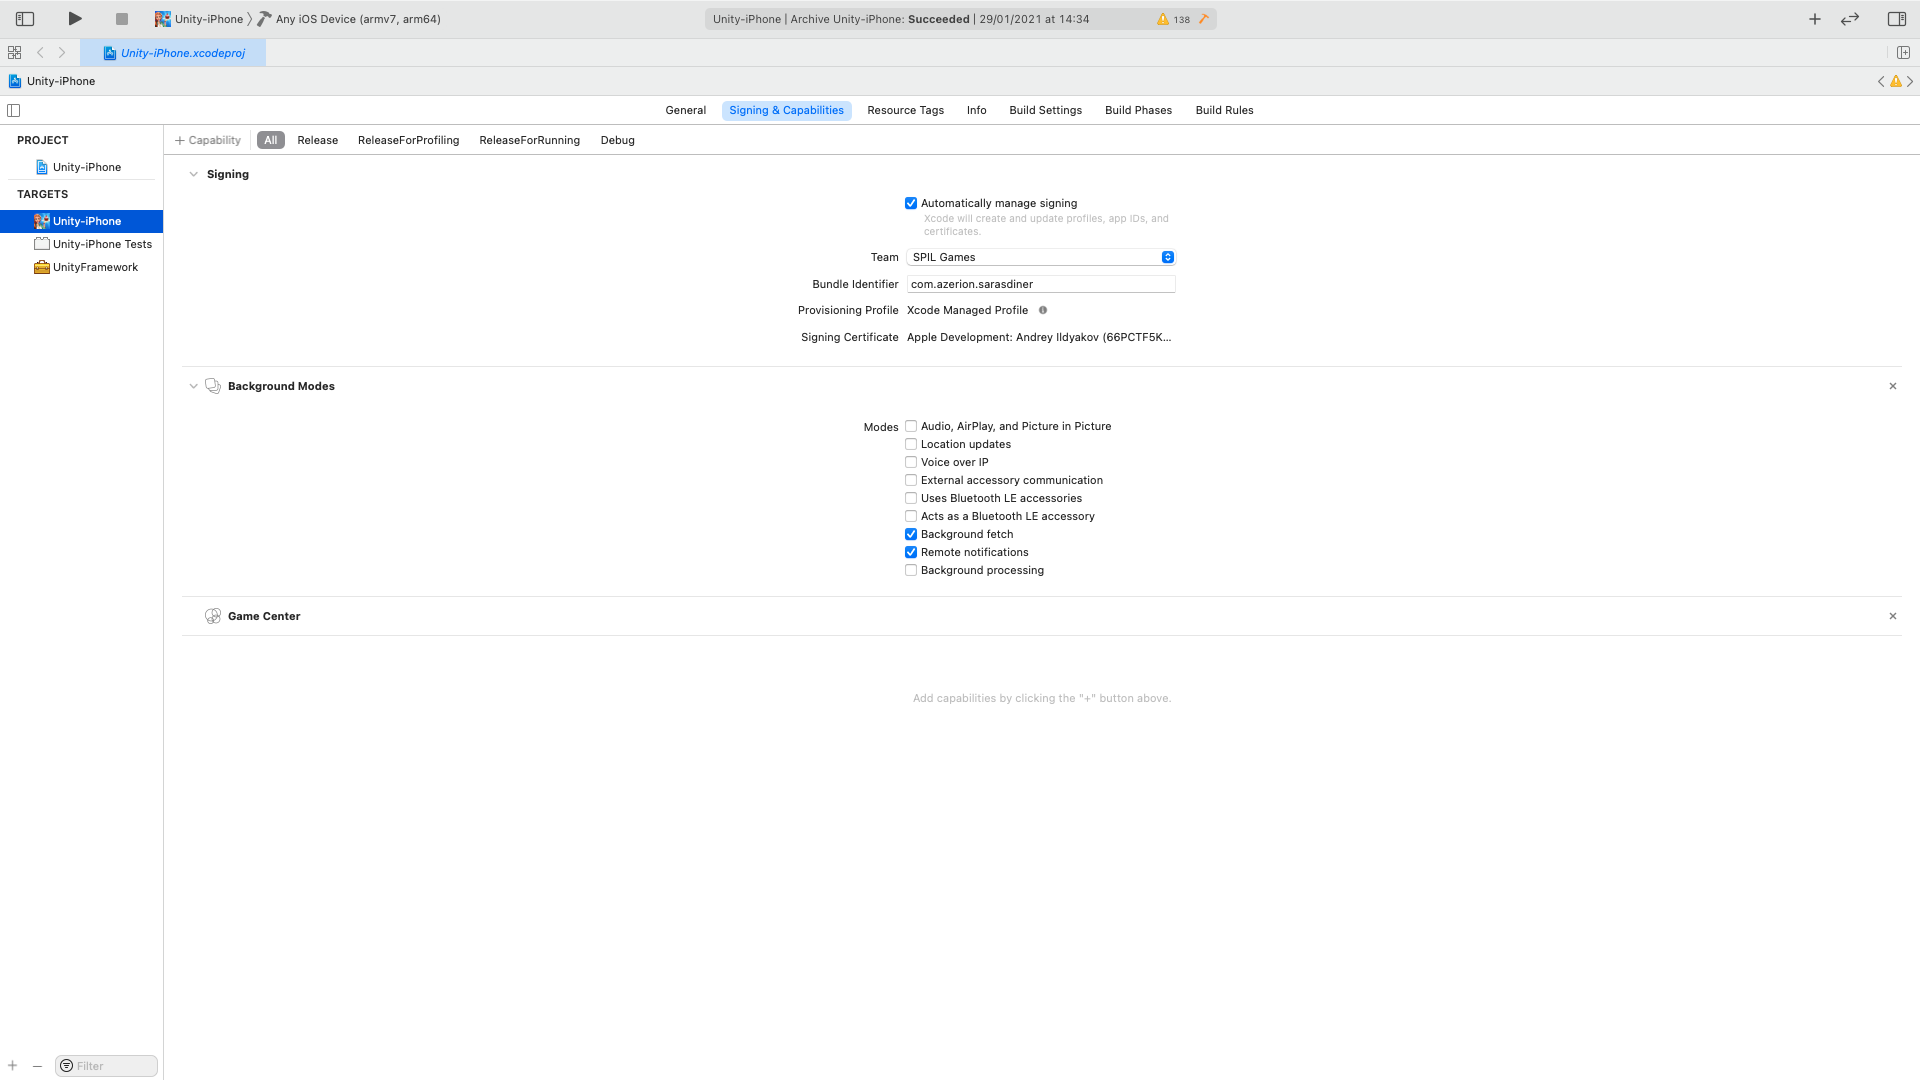 Unity-iPhone 〉 Any iOS Device (armv7, arm64)
Unity-iPhone | Archive Unity-iPhone: Succeeded | 29/01/2021 at 14:34
138
Unity-iPhone.xcodeproj
Unity-iPhone
General
Signing & Capabilities
Resource Tags
Info
Build Settings
Build Phases
Build Rules
PROJECT
Unity-iPhone
TARGETS
Unity-iPhone
Unity-iPhone Tests
UnityFramework
+ Capability
All
Release
ReleaseForProfiling
ReleaseForRunning
Debug
Signing
Automatically manage signing
Xcode will create and update profiles, app IDs, and
certificates.
Team SPIL Games
Bundle Identifier com.azerion.sarasdiner
Provisioning Profile Xcode Managed Profile
Signing Certificate Apple Development: Andrey Ildyakov (66PCTF5K...
Background Modes
Modes Audio, AirPlay, and Picture in Picture
Location updates
Voice over IP
External accessory communication
Uses Bluetooth LE accessories
Acts as a Bluetooth LE accessory
Background fetch
Remote notifications
Background processing
Game Center
Add capabilities by clicking the "+" button above.
Filter